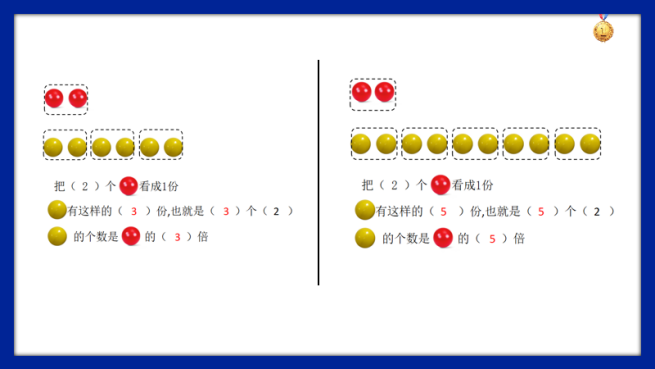 1
把（ 2 ）个 看成1份
有这样的（ 3 ）份,也就是（ 3 ）个（ 2 ）
的个数是 的（ 3 ）倍
把（ 2 ）个 看成1份
有这样的（ 5 ）份,也就是（ 5 ）个（ 2 ）
的个数是 的（ 5 ）倍